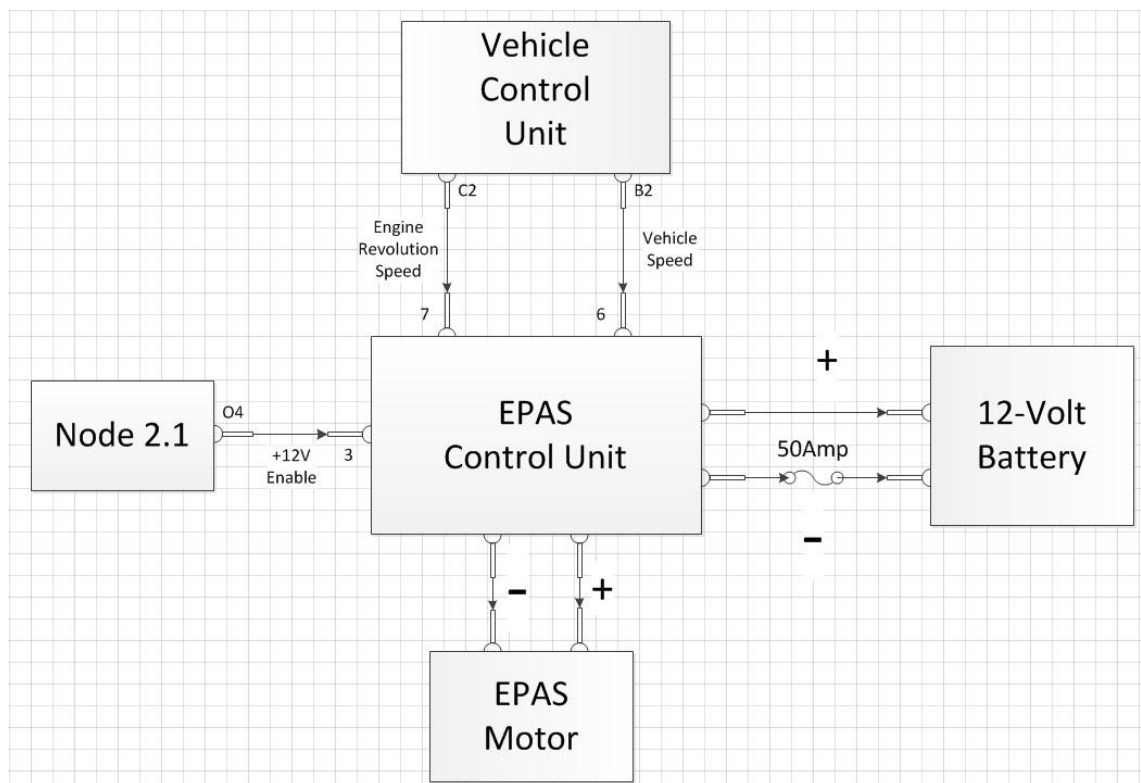 Vehicle
Control
Unit
C2
B2
Engine
Revolution
Speed
Vehicle
Speed
7
6
+
Node 2.1
O4
+12V
Enable
3
EPAS
Control Unit
50Amp
-
12-Volt
Battery
-
+
EPAS
Motor